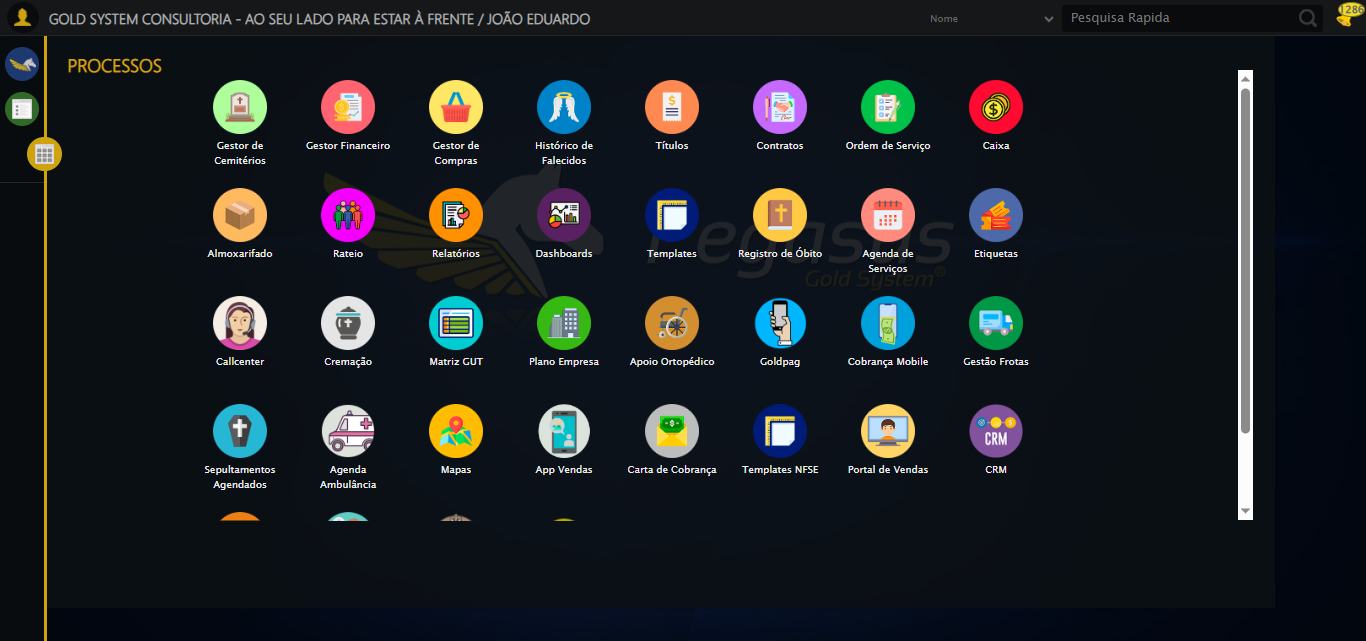 GOLD SYSTEM CONSULTORIA - AO SEU LADO PARA ESTAR À FRENTE / JOÃO EDUARDO
Nome
Pesquisa Rapida
1286
PROCESSOS
Gestor de
Cemitérios
Gestor Financeiro
Gestor de
Compras
Histórico de
Falecidos
Títulos
Contratos
Ordem de Serviço
Caixa
Almoxarifado
Rateio
Relatórios
Dashboards
Templates
Registro de Óbito
Agenda de
Serviços
Etiquetas
Pegasus
Gold System®
Callcenter
Cremação
Matriz GUT
Plano Empresa
Apoio Ortopédico
Goldpag
Cobrança Mobile
Gestão Frotas
Sepultamentos
Agendados
Agenda
Ambulância
Mapas
App Vendas
Carta de Cobrança
Templates NFSE
Portal de Vendas
CRM
CRM